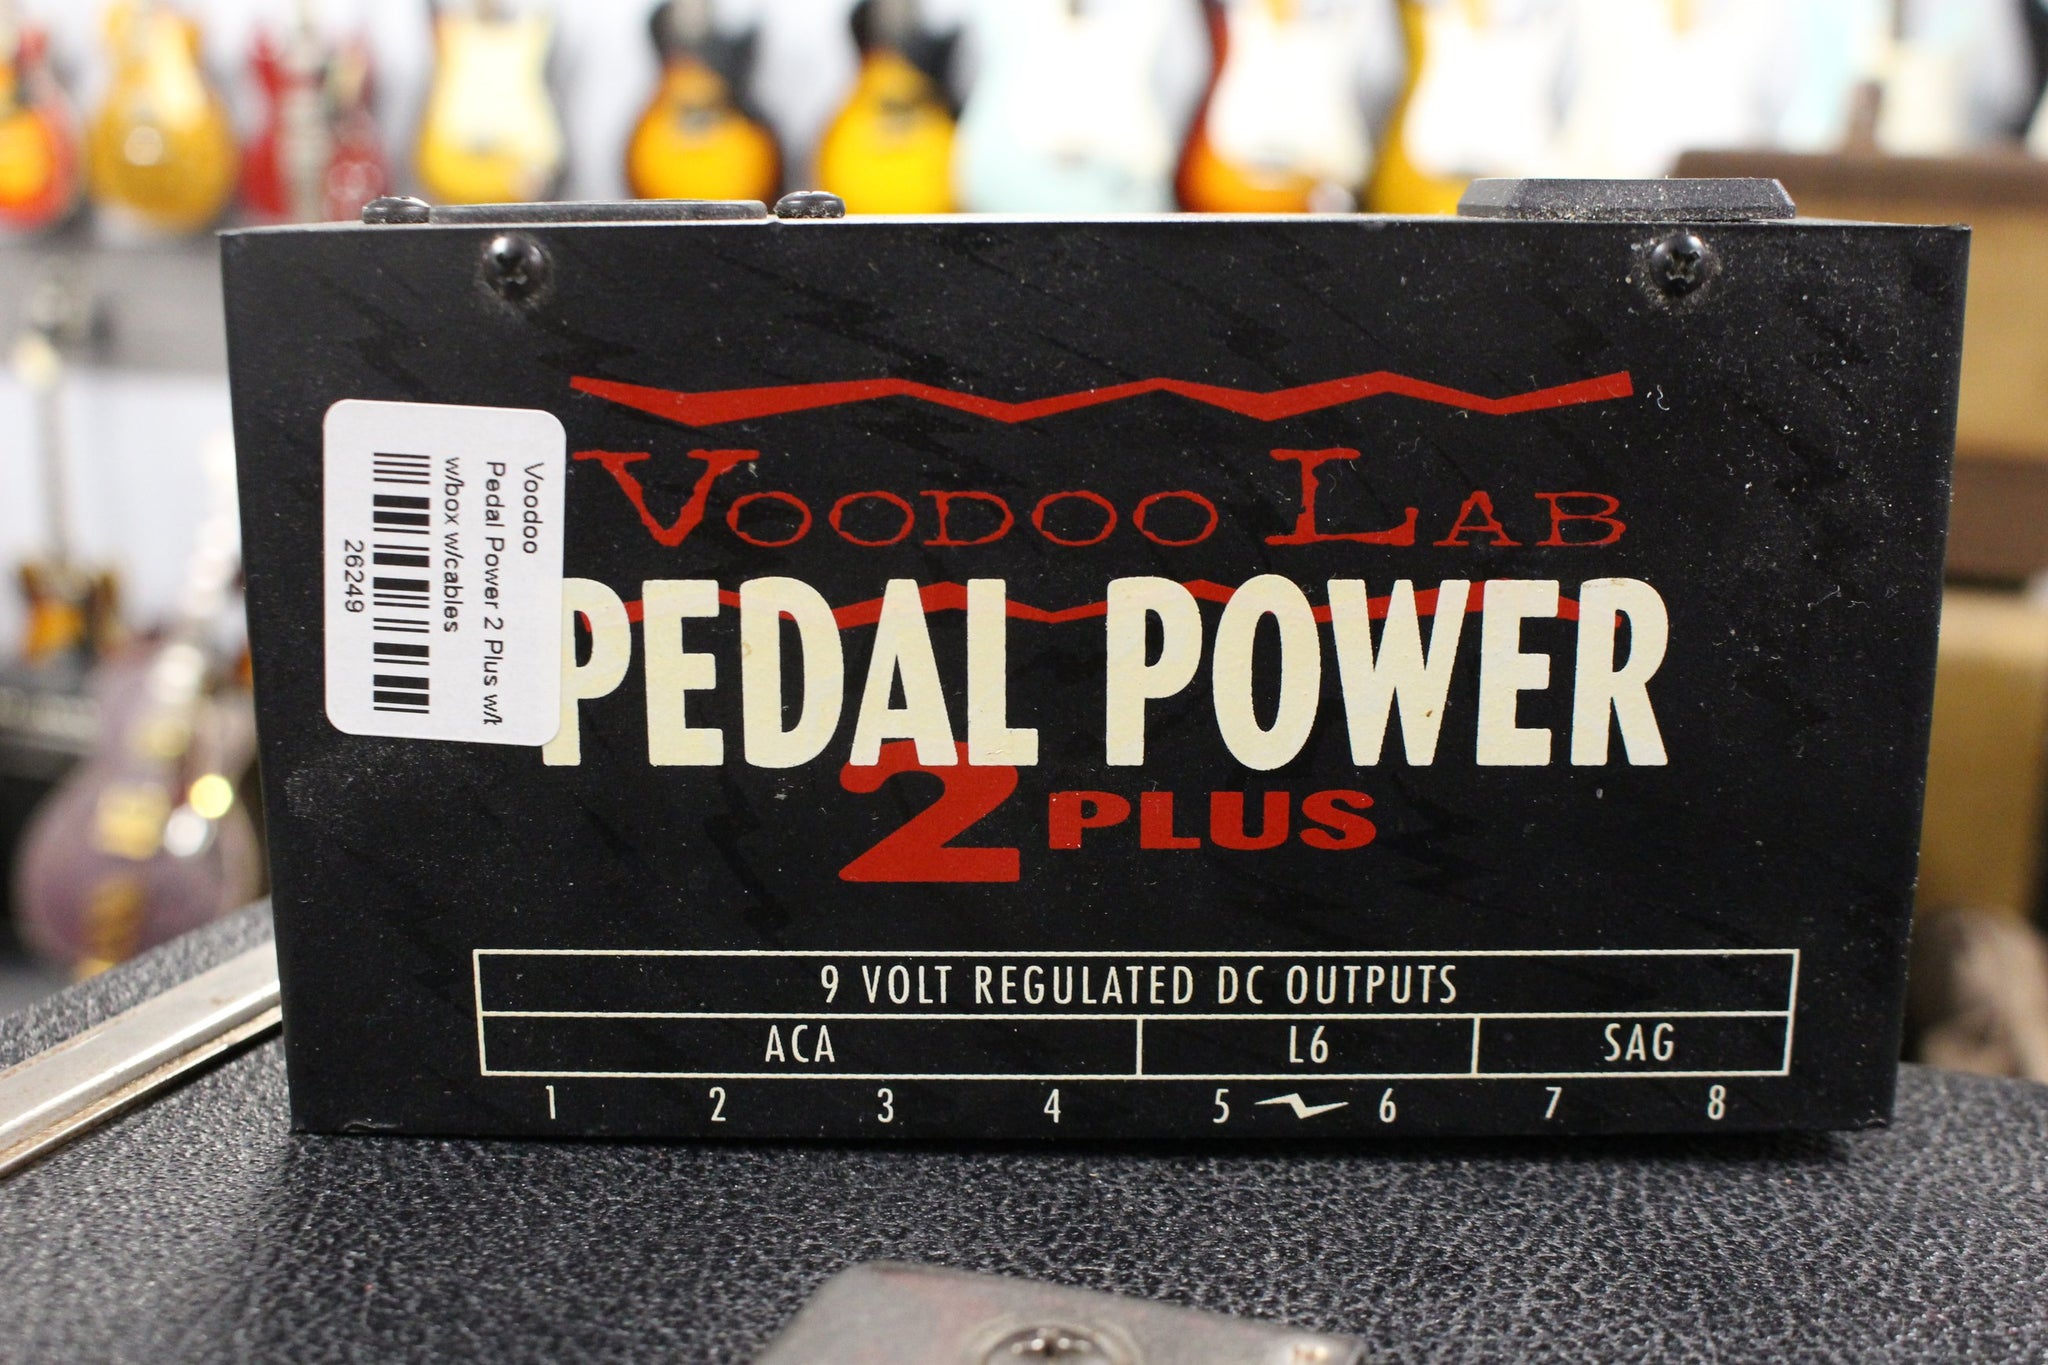 VOODOO LAB
PEDAL POWER
2 PLUS
9 VOLT REGULATED DC OUTPUTS
ACA L6 SAG
1 2 3 4 5 6 7 8
Voodoo
Pedal Power 2 Plus w/
w/box w/cables
26249